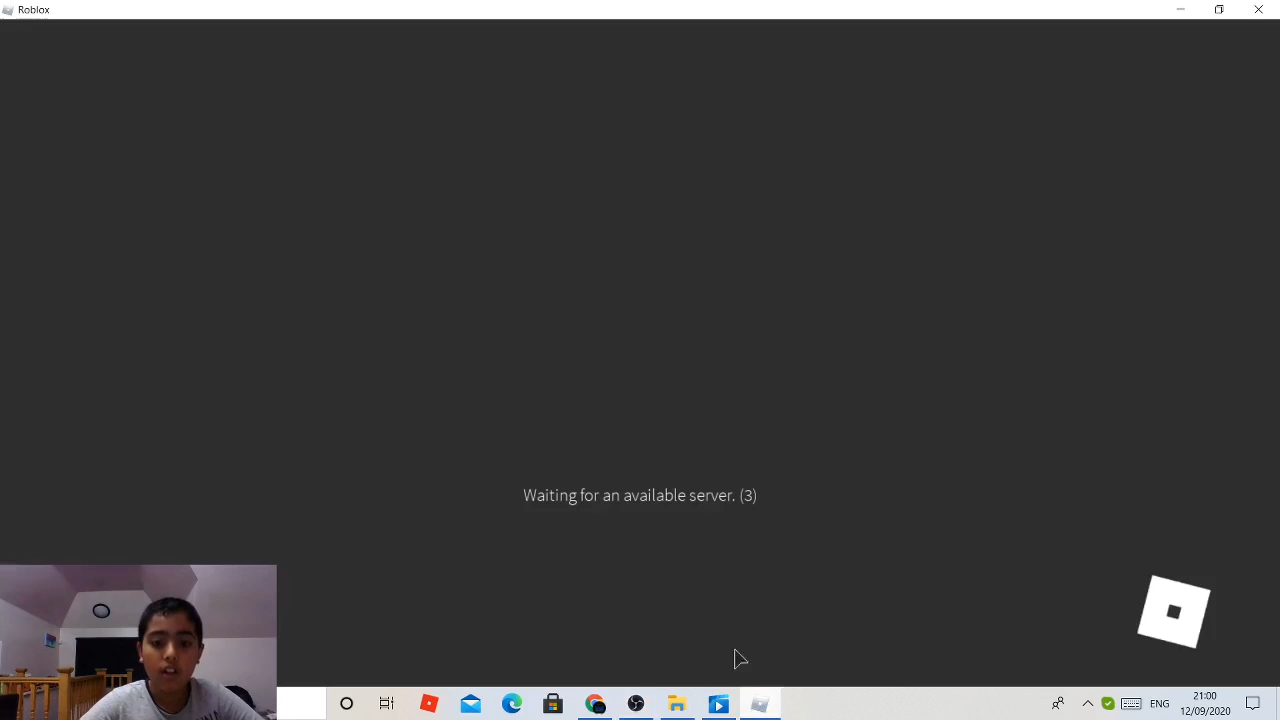 Roblox
Waiting for an available server. (3)
ENG
21:00
12/09/2020